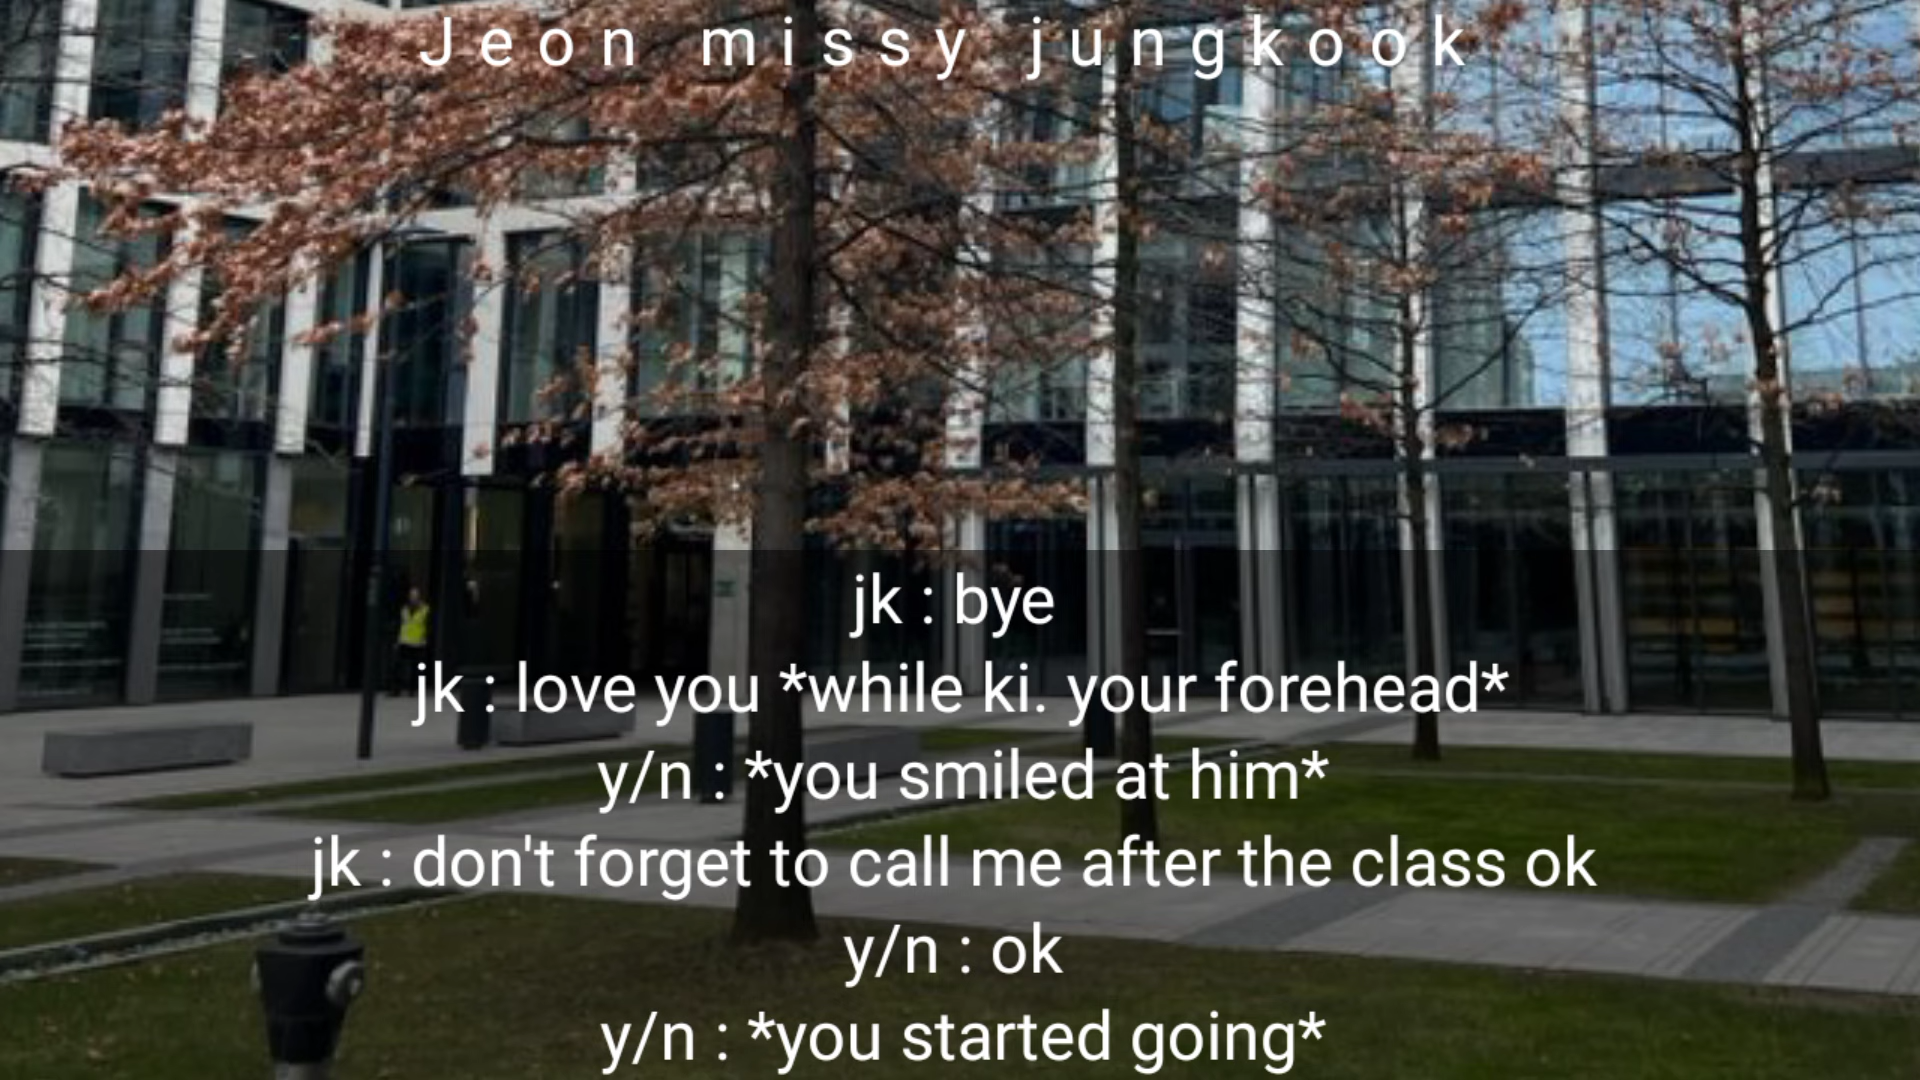 Jeon missy jungkook
jk : bye
jk : love you *while ki. your forehead*
y/n : *you smiled at him*
jk : don't forget to call me after the class ok
y/n : ok
y/n : *you started going*